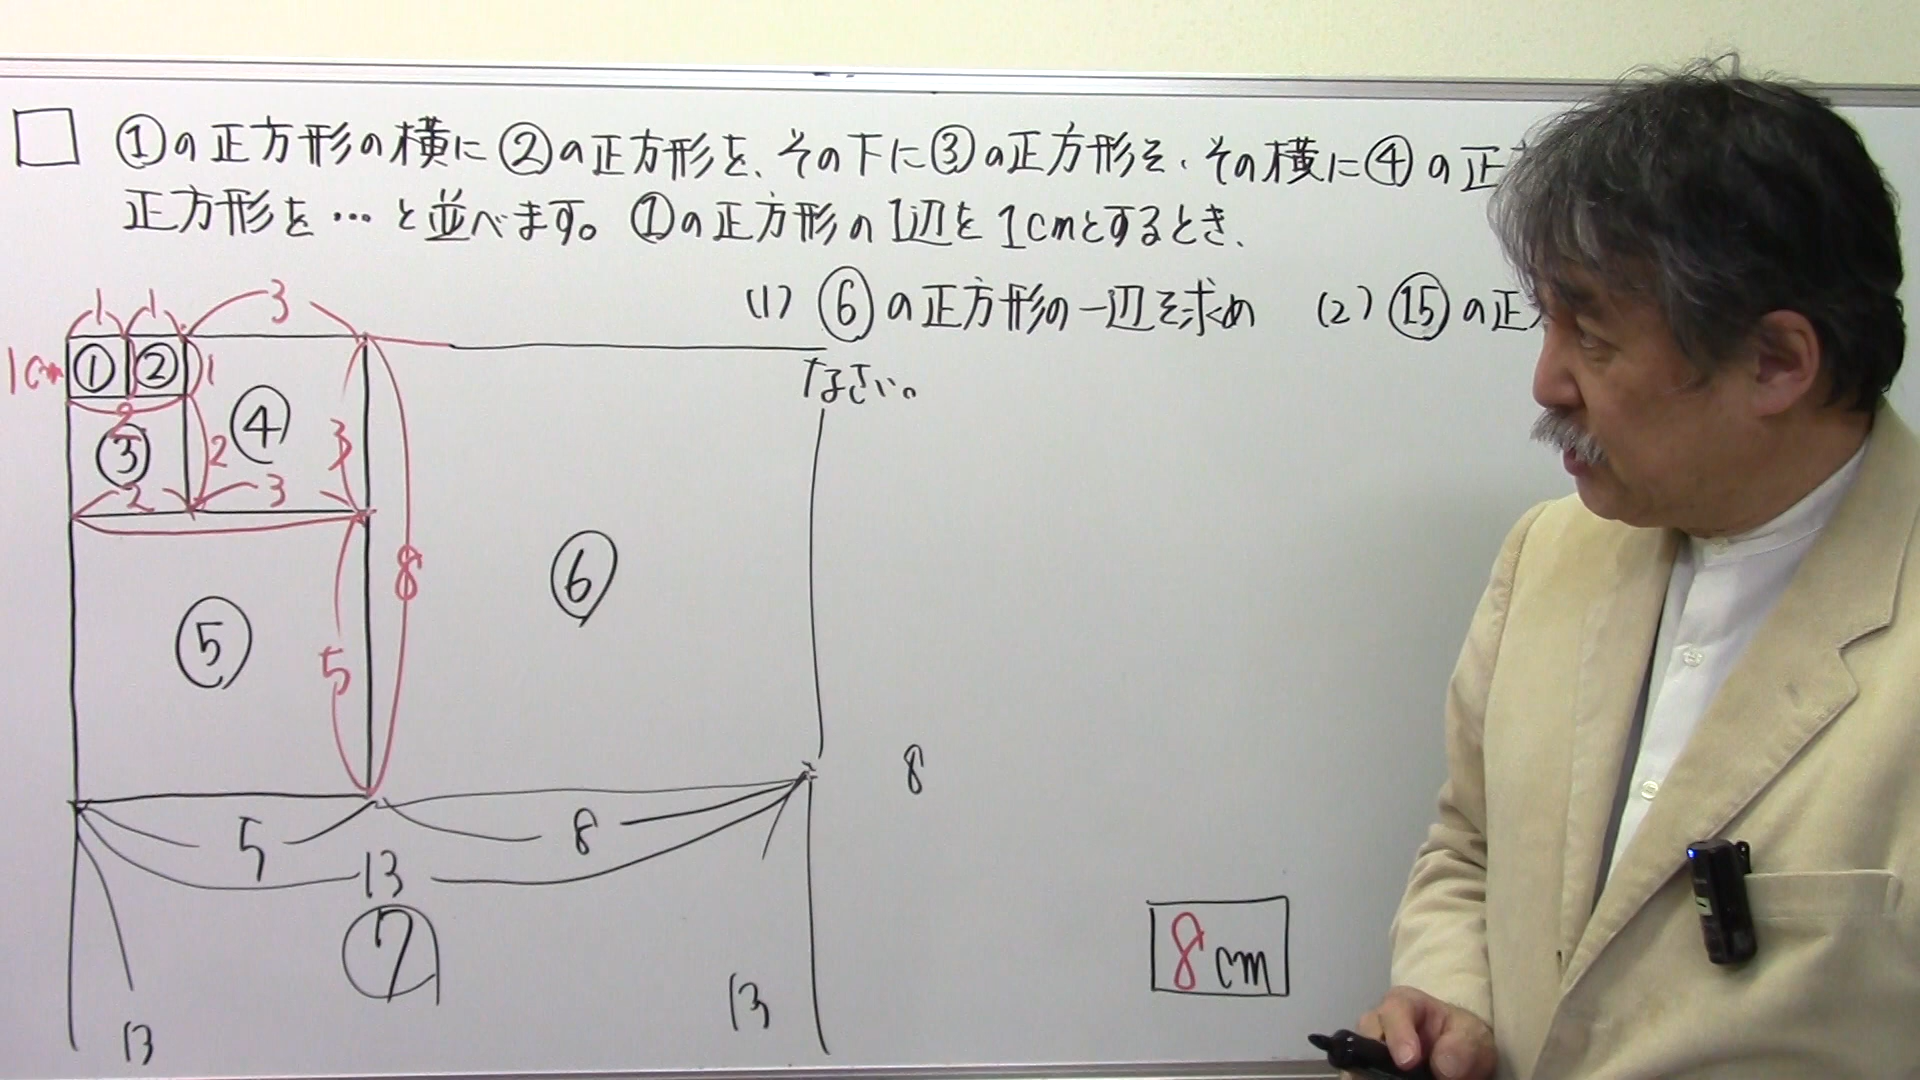 ①の正方形の横に②の正方形を、その下に③の正方形を、その横に④の正
正方形を…と並べます。①の正方形の1辺を1cmとするとき、
(1) ⑥の正方形の一辺を求め (2) ⑮の正
なさい。
1 1 3
1cm ① ② 1
2
③ 2 ④ 3
2 3
8
⑥
⑤ 5
8
5 8
13
⑦
8cm
13
13